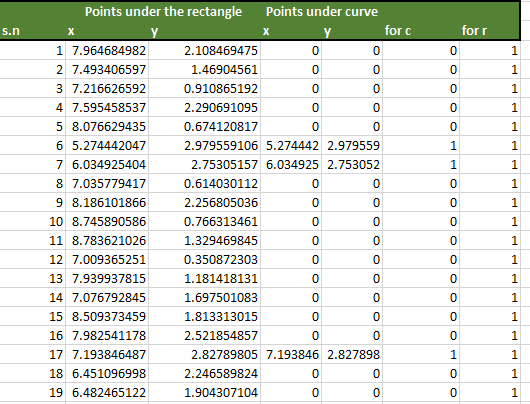 Points under the rectangle Points under curve
s.n x y x y for c for r
1 7.964684982 2.108469475 0 0 0 1
2 7.493406597 1.46904561 0 0 0 1
3 7.216626592 0.910865192 0 0 0 1
4 7.595458537 2.290691095 0 0 0 1
5 8.076629435 0.674120817 0 0 0 1
6 5.274442047 2.979559106 5.274442 2.979559 1 1
7 6.034925404 2.75305157 6.034925 2.753052 1 1
8 7.035779417 0.614030112 0 0 0 1
9 8.186101866 2.256805036 0 0 0 1
10 8.745890586 0.766313461 0 0 0 1
11 8.783621026 1.329469845 0 0 0 1
12 7.009365251 0.350872303 0 0 0 1
13 7.939937815 1.181418131 0 0 0 1
14 7.076792845 1.697501083 0 0 0 1
15 8.509373459 1.813313015 0 0 0 1
16 7.982541178 2.521854857 0 0 0 1
17 7.193846487 2.82789805 7.193846 2.827898 1 1
18 6.451096998 2.246589824 0 0 0 1
19 6.482465122 1.904307104 0 0 0 1